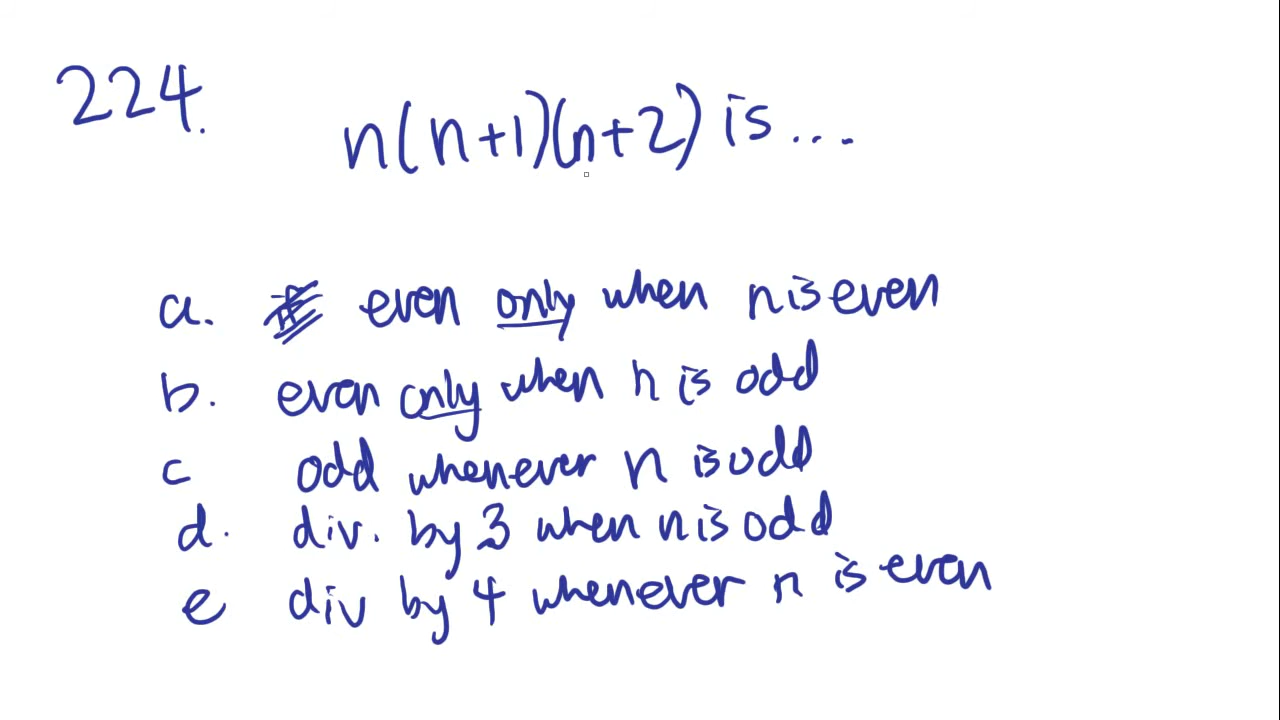 224.
n(n+1)(n+2) is...
a. even only when n is even
b. even only when n is odd
c odd whenever n is odd
d. div. by 3 when n is odd
e div by 4 whenever n is even